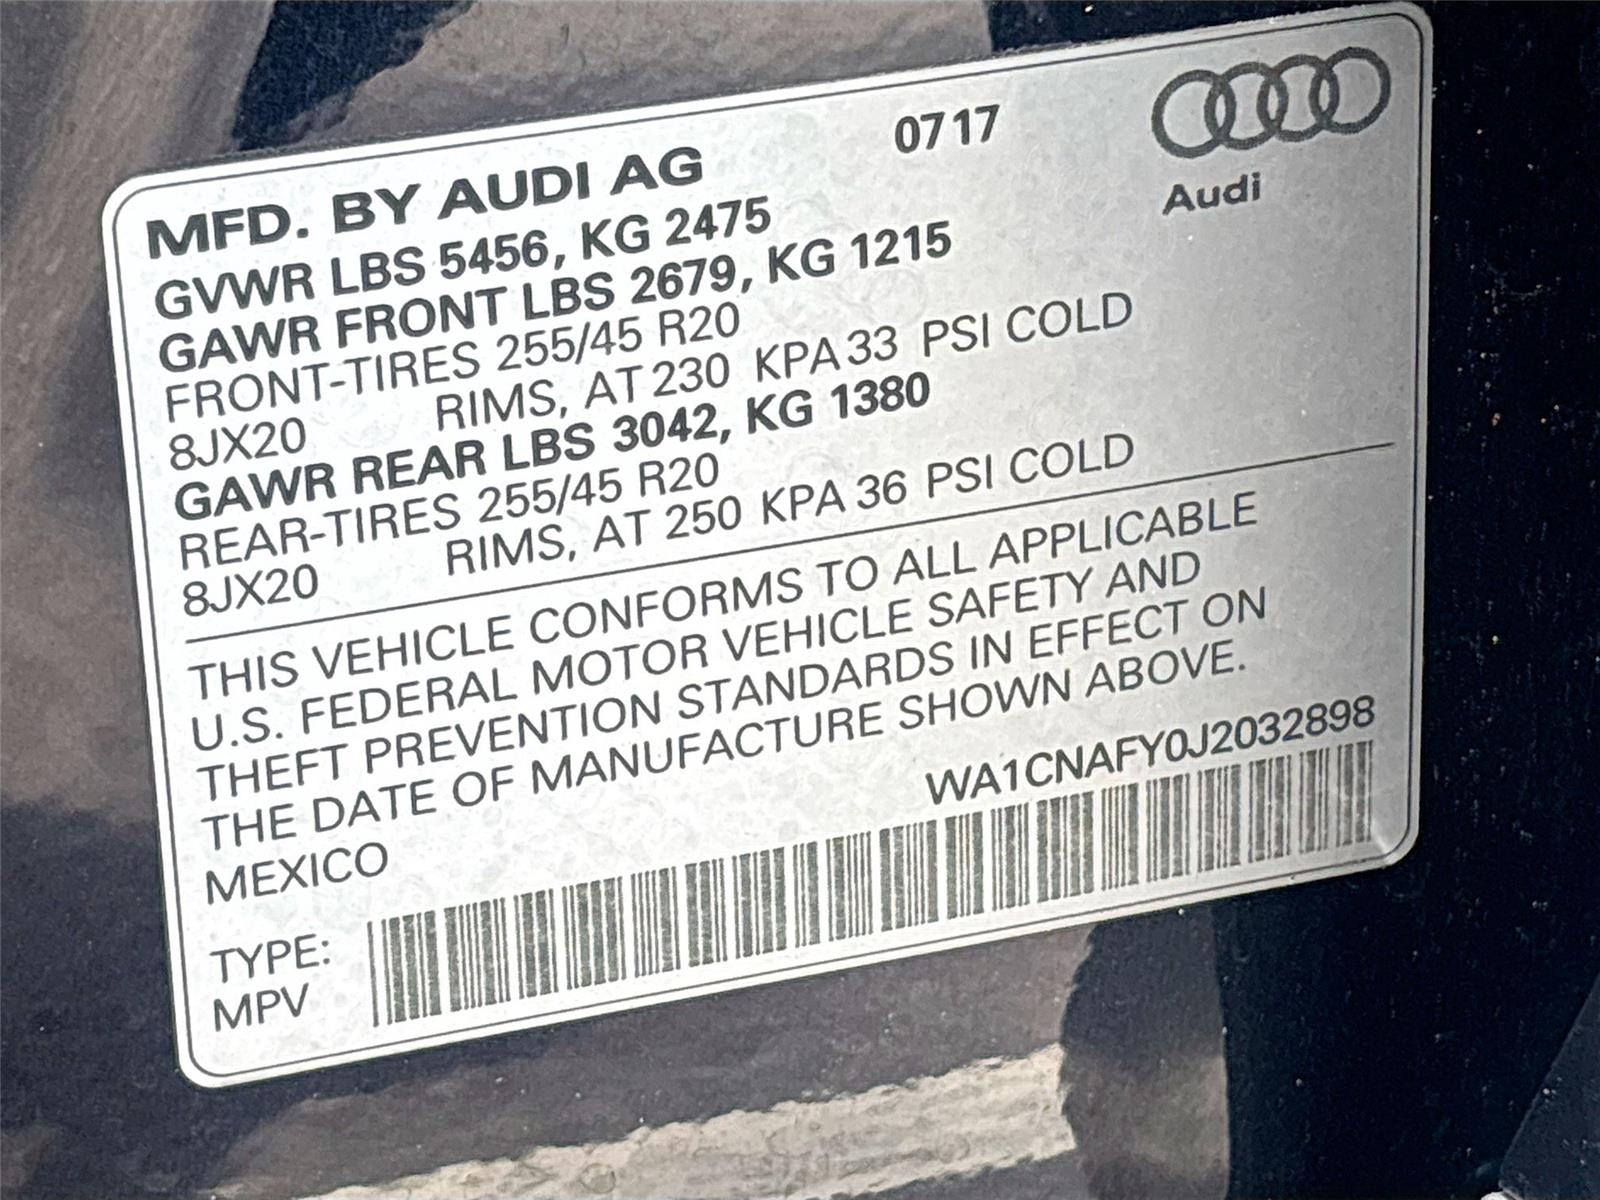 MFD. BY AUDI AG 0717
Audi
GVWR LBS 5456, KG 2475
GAWR FRONT LBS 2679, KG 1215
FRONT-TIRES 255/45 R20
8JX20 RIMS, AT 230 KPA 33 PSI COLD
GAWR REAR LBS 3042, KG 1380
REAR-TIRES 255/45 R20
8JX20 RIMS, AT 250 KPA 36 PSI COLD
THIS VEHICLE CONFORMS TO ALL APPLICABLE
U.S. FEDERAL MOTOR VEHICLE SAFETY AND
THEFT PREVENTION STANDARDS IN EFFECT ON
THE DATE OF MANUFACTURE SHOWN ABOVE.
MEXICO WA1CNAFY0J2032898
TYPE:
MPV